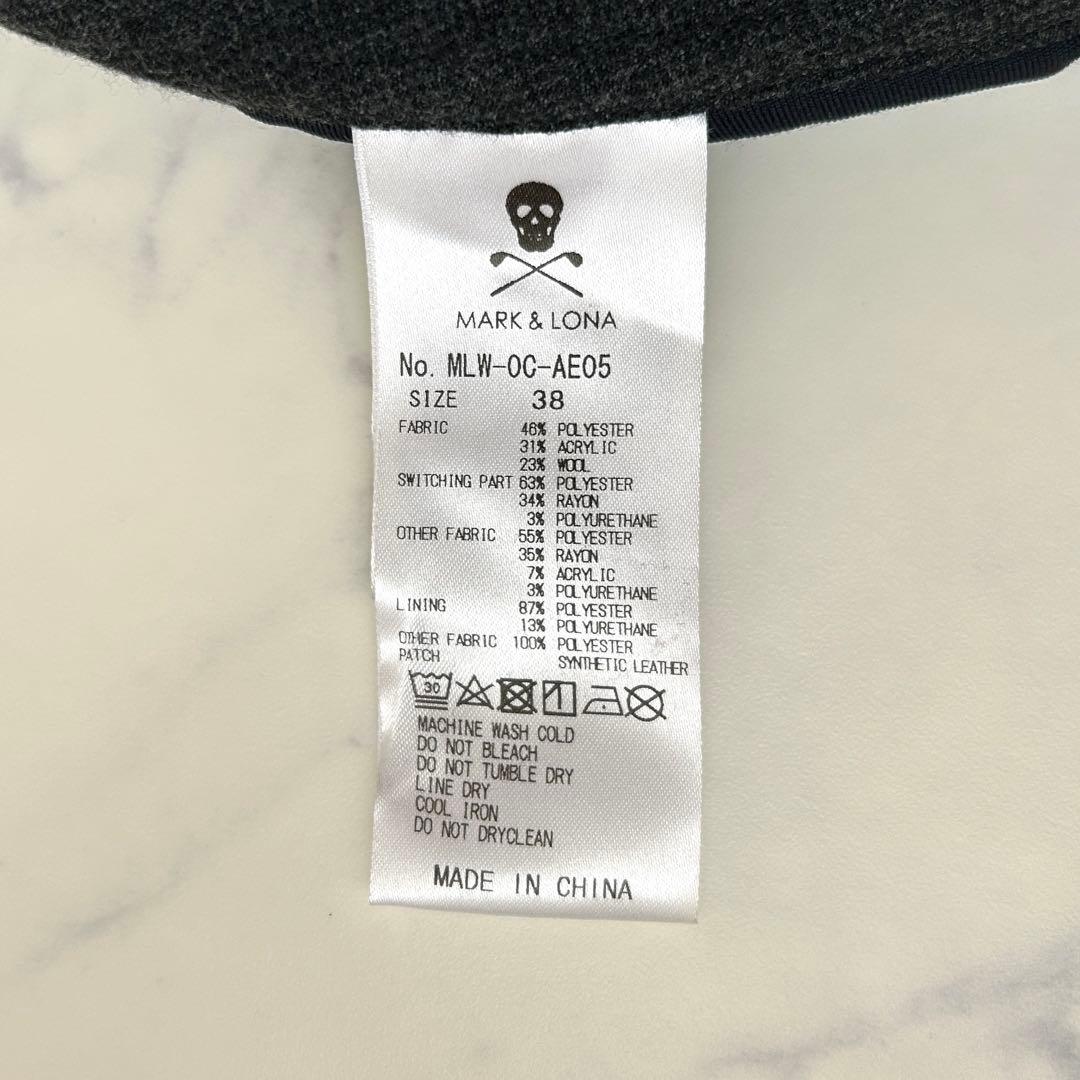 MARK & LONA
No. MLW-OC-AE05
SIZE 38
FABRIC 46% POLYESTER
31% ACRYLIC
23% WOOL
SWITCHING PART 63% POLYESTER
34% RAYON
3% POLYURETHANE
OTHER FABRIC 55% POLYESTER
35% RAYON
7% ACRYLIC
3% POLYURETHANE
LINING 87% POLYESTER
13% POLYURETHANE
OTHER FABRIC 100% POLYESTER
PATCH SYNTHETIC LEATHER
30
MACHINE WASH COLD
DO NOT BLEACH
DO NOT TUMBLE DRY
LINE DRY
COOL IRON
DO NOT DRYCLEAN
MADE IN CHINA